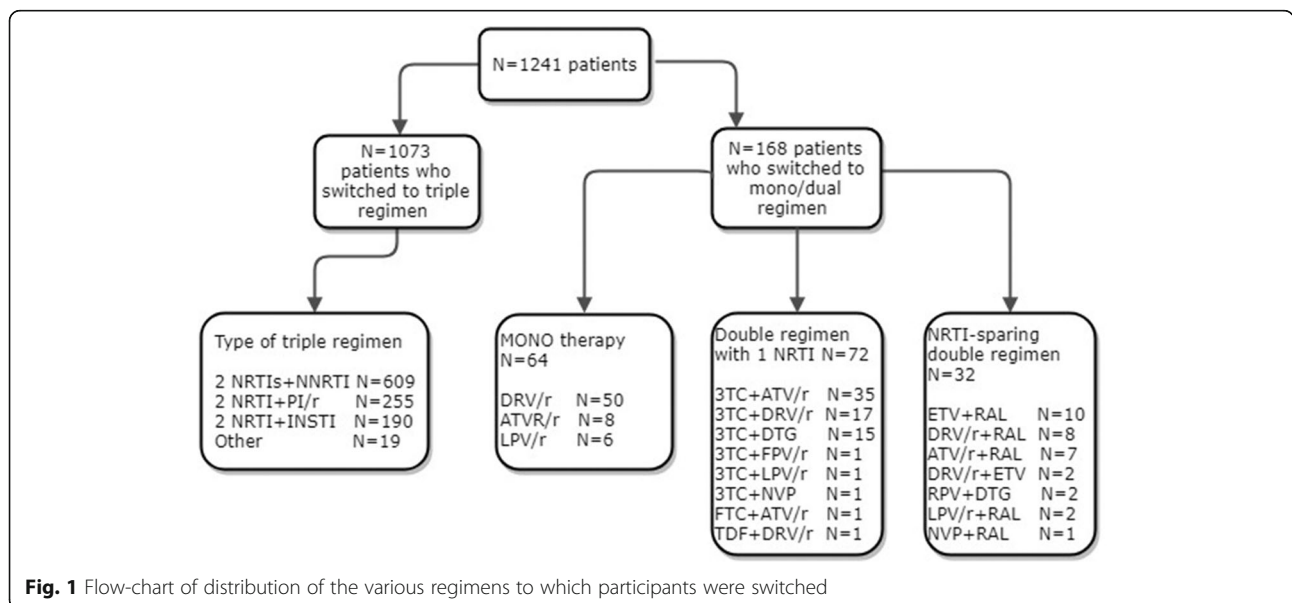 N=1241 patients
N=1073
patients who
switched to triple
regimen
N=168 patients
who switched to
mono/dual
regimen
Type of triple regimen
2 NRTIs+NNRTI N=609
2 NRTI+PI/r N=255
2 NRTI+INSTI N=190
Other N=19
MONO therapy
N=64
DRV/r N=50
ATVR/r N=8
LPV/r N=6
Double regimen
with 1 NRTI N=72
3TC+ATV/r N=35
3TC+DRV/r N=17
3TC+DTG N=15
3TC+FPV/r N=1
3TC+LPV/r N=1
3TC+NVP N=1
FTC+ATV/r N=1
TDF+DRV/r N=1
NRTI-sparing
double regimen
N=32
ETV+RAL N=10
DRV/r+RAL N=8
ATV/r+RAL N=7
DRV/r+ETV N=2
RPV+DTG N=2
LPV/r+RAL N=2
NVP+RAL N=1
Fig. 1 Flow-chart of distribution of the various regimens to which participants were switched